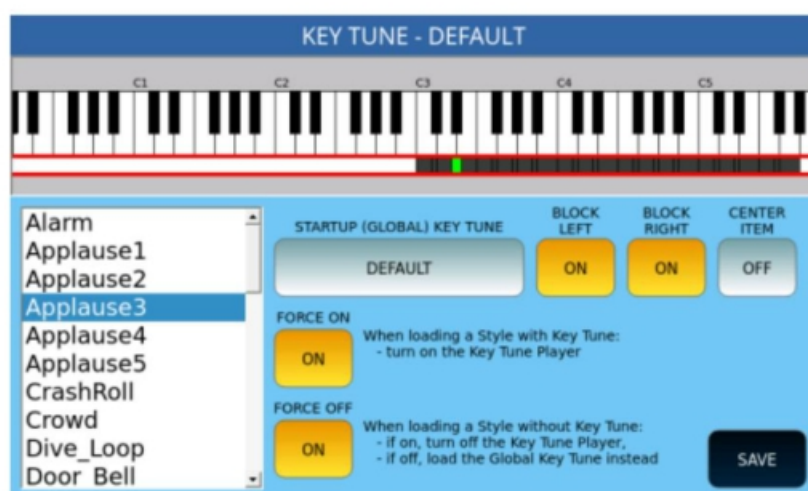 KEY TUNE - DEFAULT
C1 C2 C3 C4 C5
Alarm
Applause1
Applause2
Applause3
Applause4
Applause5
CrashRoll
Crowd
Dive_Loop
Door Bell
STARTUP (GLOBAL) KEY TUNE
DEFAULT
BLOCK
LEFT
ON
BLOCK
RIGHT
ON
CENTER
ITEM
OFF
FORCE ON
ON
When loading a Style with Key Tune:
- turn on the Key Tune Player
FORCE OFF
ON
When loading a Style without Key Tune:
- if on, turn off the Key Tune Player,
- if off, load the Global Key Tune instead
SAVE